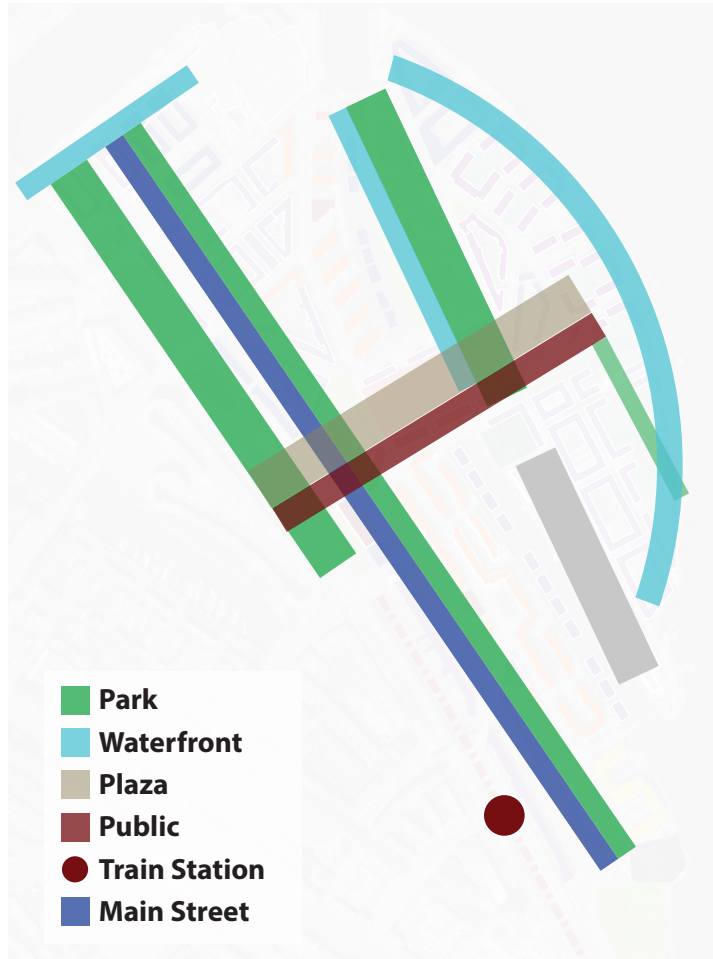 Park
Waterfront
Plaza
Public
Train Station
Main Street